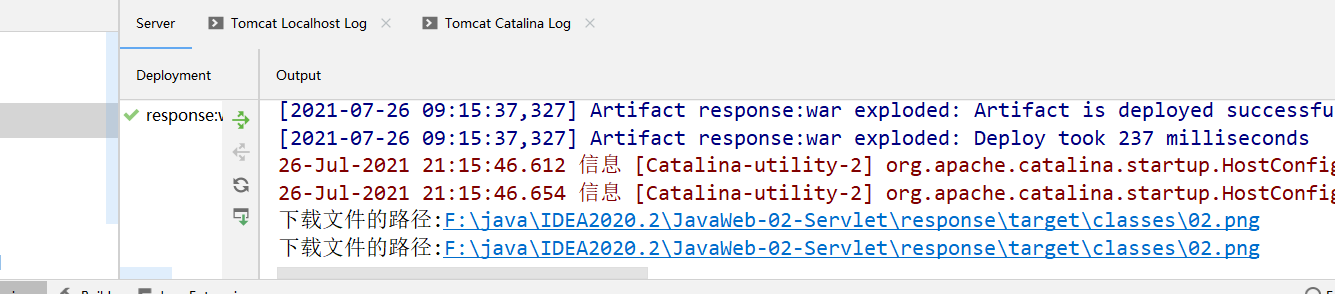 Server
Tomcat Localhost Log
Tomcat Catalina Log
Deployment
Output
response:w
[2021-07-26 09:15:37,327] Artifact response:war exploded: Artifact is deployed successfu
[2021-07-26 09:15:37,327] Artifact response:war exploded: Deploy took 237 milliseconds
26-Jul-2021 21:15:46.612 信息 [Catalina-utility-2] org.apache.catalina.startup.HostConfig
26-Jul-2021 21:15:46.654 信息 [Catalina-utility-2] org.apache.catalina.startup.HostConfig
下载文件的路径:F:\java\IDEA2020.2\JavaWeb-02-Servlet\response\target\classes\02.png
下载文件的路径:F:\java\IDEA2020.2\JavaWeb-02-Servlet\response\target\classes\02.png